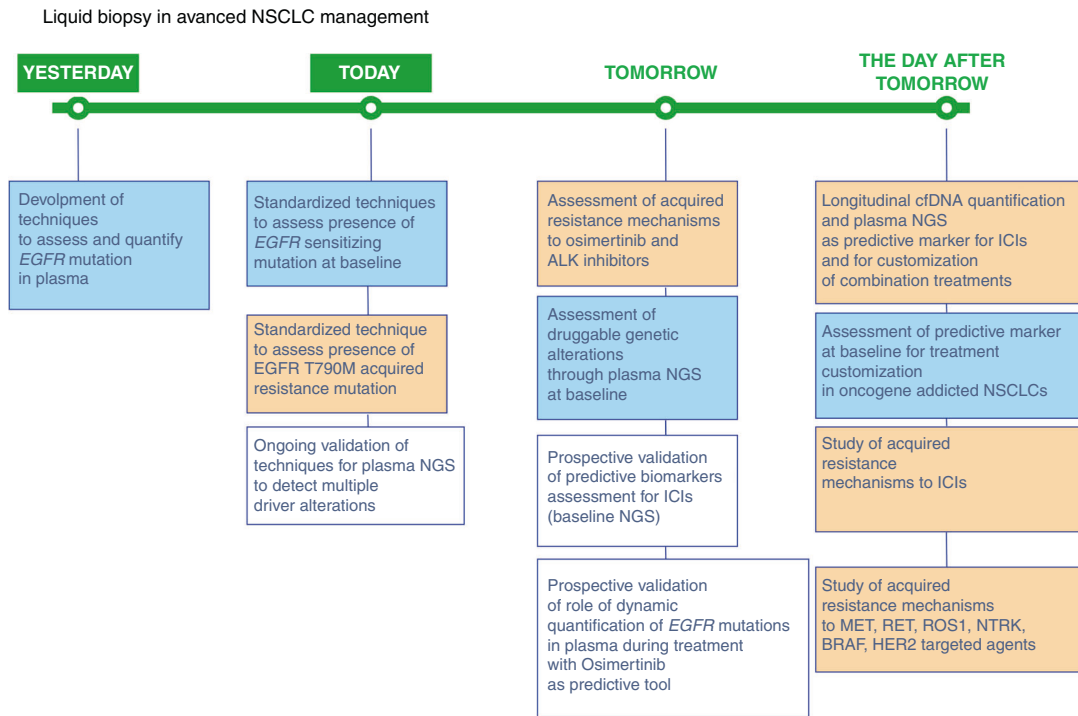 Liquid biopsy in avanced NSCLC management
YESTERDAY
TODAY
TOMORROW
THE DAY AFTER
TOMORROW
Devolpment of
techniques
to assess and quantify
EGFR mutation
in plasma
Standardized techniques
to assess presence of
EGFR sensitizing
mutation at baseline
Standardized technique
to assess presence of
EGFR T790M acquired
resistance mutation
Ongoing validation of
techniques for plasma NGS
to detect multiple
driver alterations
Assessment of acquired
resistance mechanisms
to osimertinib and
ALK inhibitors
Assessment of
druggable genetic
alterations
through plasma NGS
at baseline
Prospective validation
of predictive biomarkers
assessment for ICIs
(baseline NGS)
Prospective validation
of role of dynamic
quantification of EGFR mutations
in plasma during treatment
with Osimertinib
as predictive tool
Longitudinal cfDNA quantification
and plasma NGS
as predictive marker for ICIs
and for customization
of combination treatments
Assessment of predictive marker
at baseline for treatment
customization
in oncogene addicted NSCLCs
Study of acquired
resistance
mechanisms to ICIs
Study of acquired
resistance mechanisms
to MET, RET, ROS1, NTRK,
BRAF, HER2 targeted agents